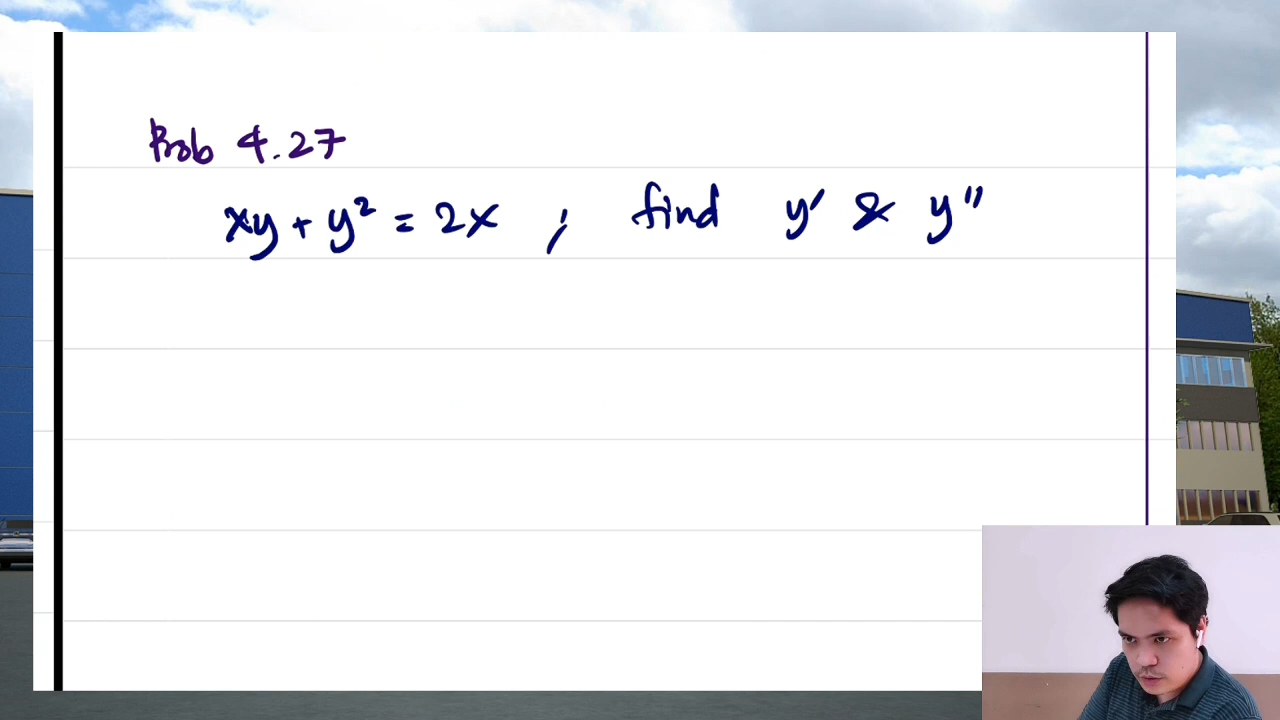 Prob 4.27
xy + y² = 2x ; find y' & y"